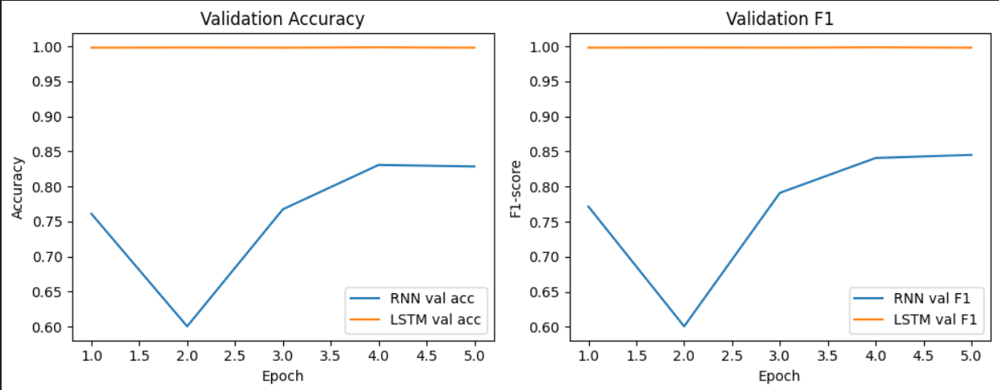 Validation Accuracy
Accuracy
1.00
0.95
0.90
0.85
0.80
0.75
0.70
0.65
0.60
RNN val acc
LSTM val acc
1.0 1.5 2.0 2.5 3.0 3.5 4.0 4.5 5.0
Epoch
Validation F1
F1-score
1.00
0.95
0.90
0.85
0.80
0.75
0.70
0.65
0.60
RNN val F1
LSTM val F1
1.0 1.5 2.0 2.5 3.0 3.5 4.0 4.5 5.0
Epoch